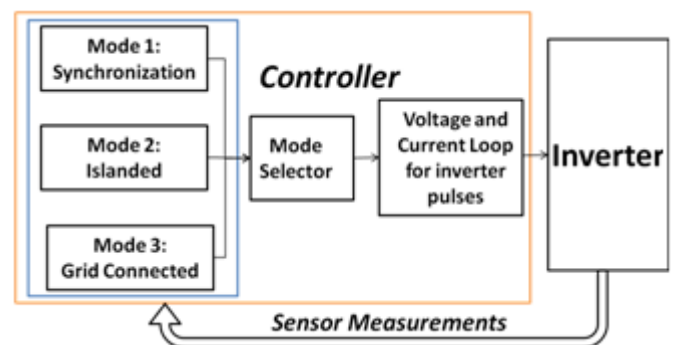 Mode 1:
Synchronization
Controller
Mode 2:
Islanded
Mode
Selector
Voltage and
Current Loop
for inverter
pulses
Inverter
Mode 3:
Grid Connected
Sensor Measurements